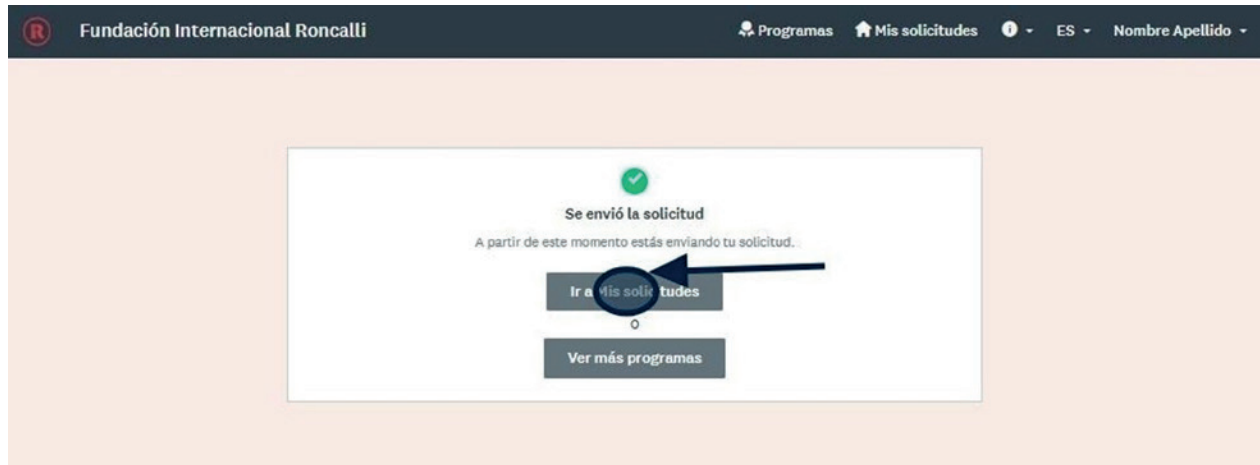 R Fundación Internacional Roncalli Programas Mis solicitudes ES Nombre Apellido
Se envió la solicitud
A partir de este momento estás enviando tu solicitud.
Ir a Mis solicitudes
O
Ver más programas